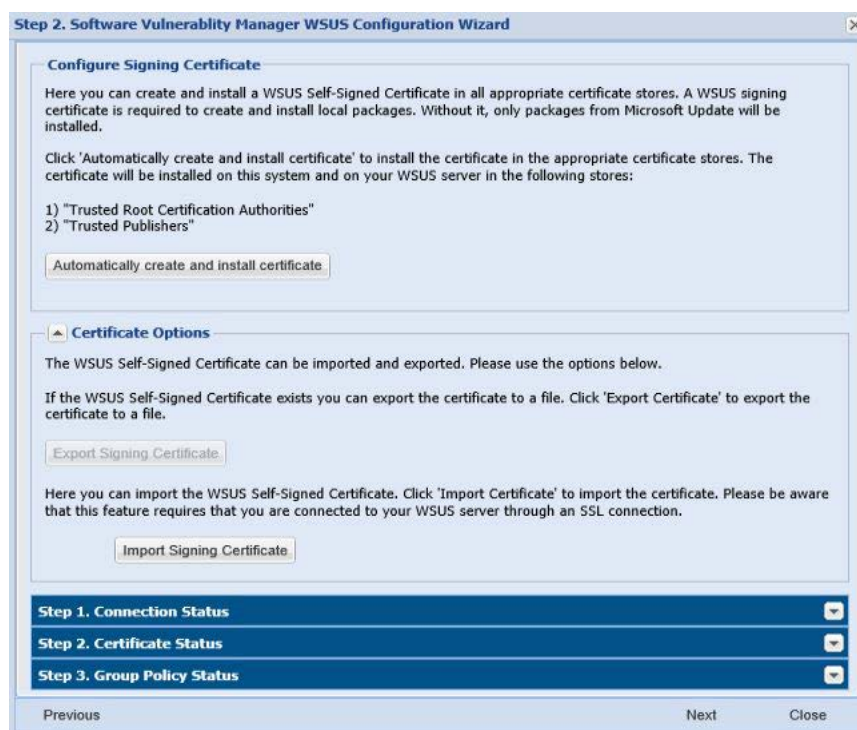 Step 2. Software Vulnerablity Manager WSUS Configuration Wizard
Configure Signing Certificate
Here you can create and install a WSUS Self-Signed Certificate in all appropriate certificate stores. A WSUS signing
certificate is required to create and install local packages. Without it, only packages from Microsoft Update will be
installed.
Click 'Automatically create and install certificate' to install the certificate in the appropriate certificate stores. The
certificate will be installed on this system and on your WSUS server in the following stores:
1) "Trusted Root Certification Authorities"
2) "Trusted Publishers"
Automatically create and install certificate
Certificate Options
The WSUS Self-Signed Certificate can be imported and exported. Please use the options below.
If the WSUS Self-Signed Certificate exists you can export the certificate to a file. Click 'Export Certificate' to export the
certificate to a file.
Export Signing Certificate
Here you can import the WSUS Self-Signed Certificate. Click 'Import Certificate' to import the certificate. Please be aware
that this feature requires that you are connected to your WSUS server through an SSL connection.
Import Signing Certificate
Step 1. Connection Status
Step 2. Certificate Status
Step 3. Group Policy Status
Previous Next Close